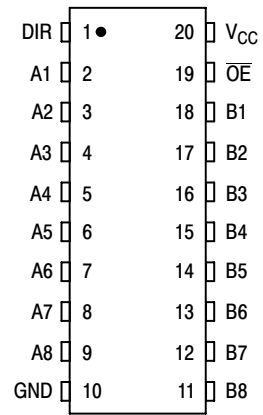 DIR 1 20 VCC
A1 2 19 OE
A2 3 18 B1
A3 4 17 B2
A4 5 16 B3
A5 6 15 B4
A6 7 14 B5
A7 8 13 B6
A8 9 12 B7
GND 10 11 B8